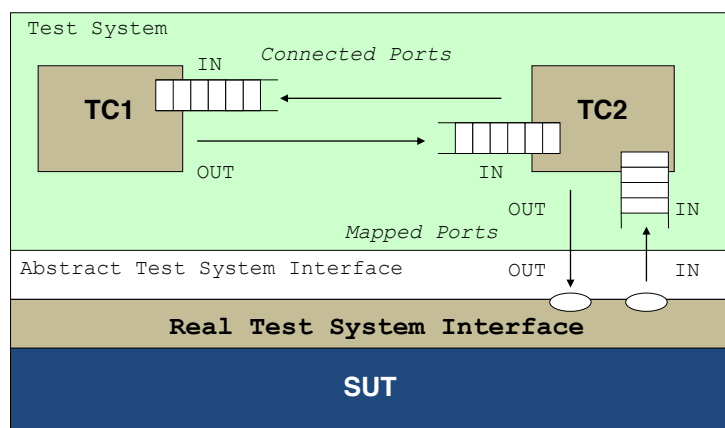 Test System
Connected Ports
IN
TC1
TC2
OUT
IN
OUT
IN
Mapped Ports
Abstract Test System Interface
OUT
IN
Real Test System Interface
SUT